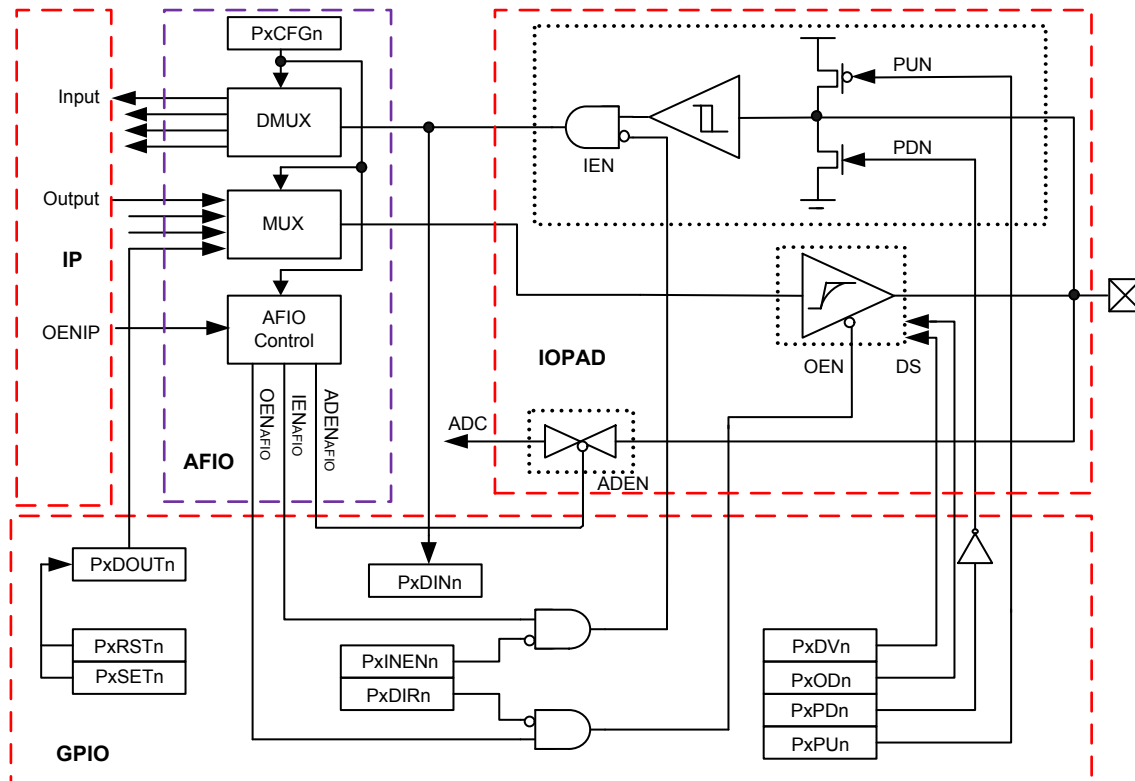 PxCFGn
PUN
Input
DMUX
IEN
PDN
Output
MUX
IP
OENIP
AFIO
Control
IOPAD
OEN
DS
OENAFIO
IENAFIO
ADENAFIO
ADC
AFIO
ADEN
PxDOUTn
PxDINn
PxRSTn
PxSETn
PxINENn
PxDIRn
PxDVn
PxODn
PxPDn
PxPUn
GPIO